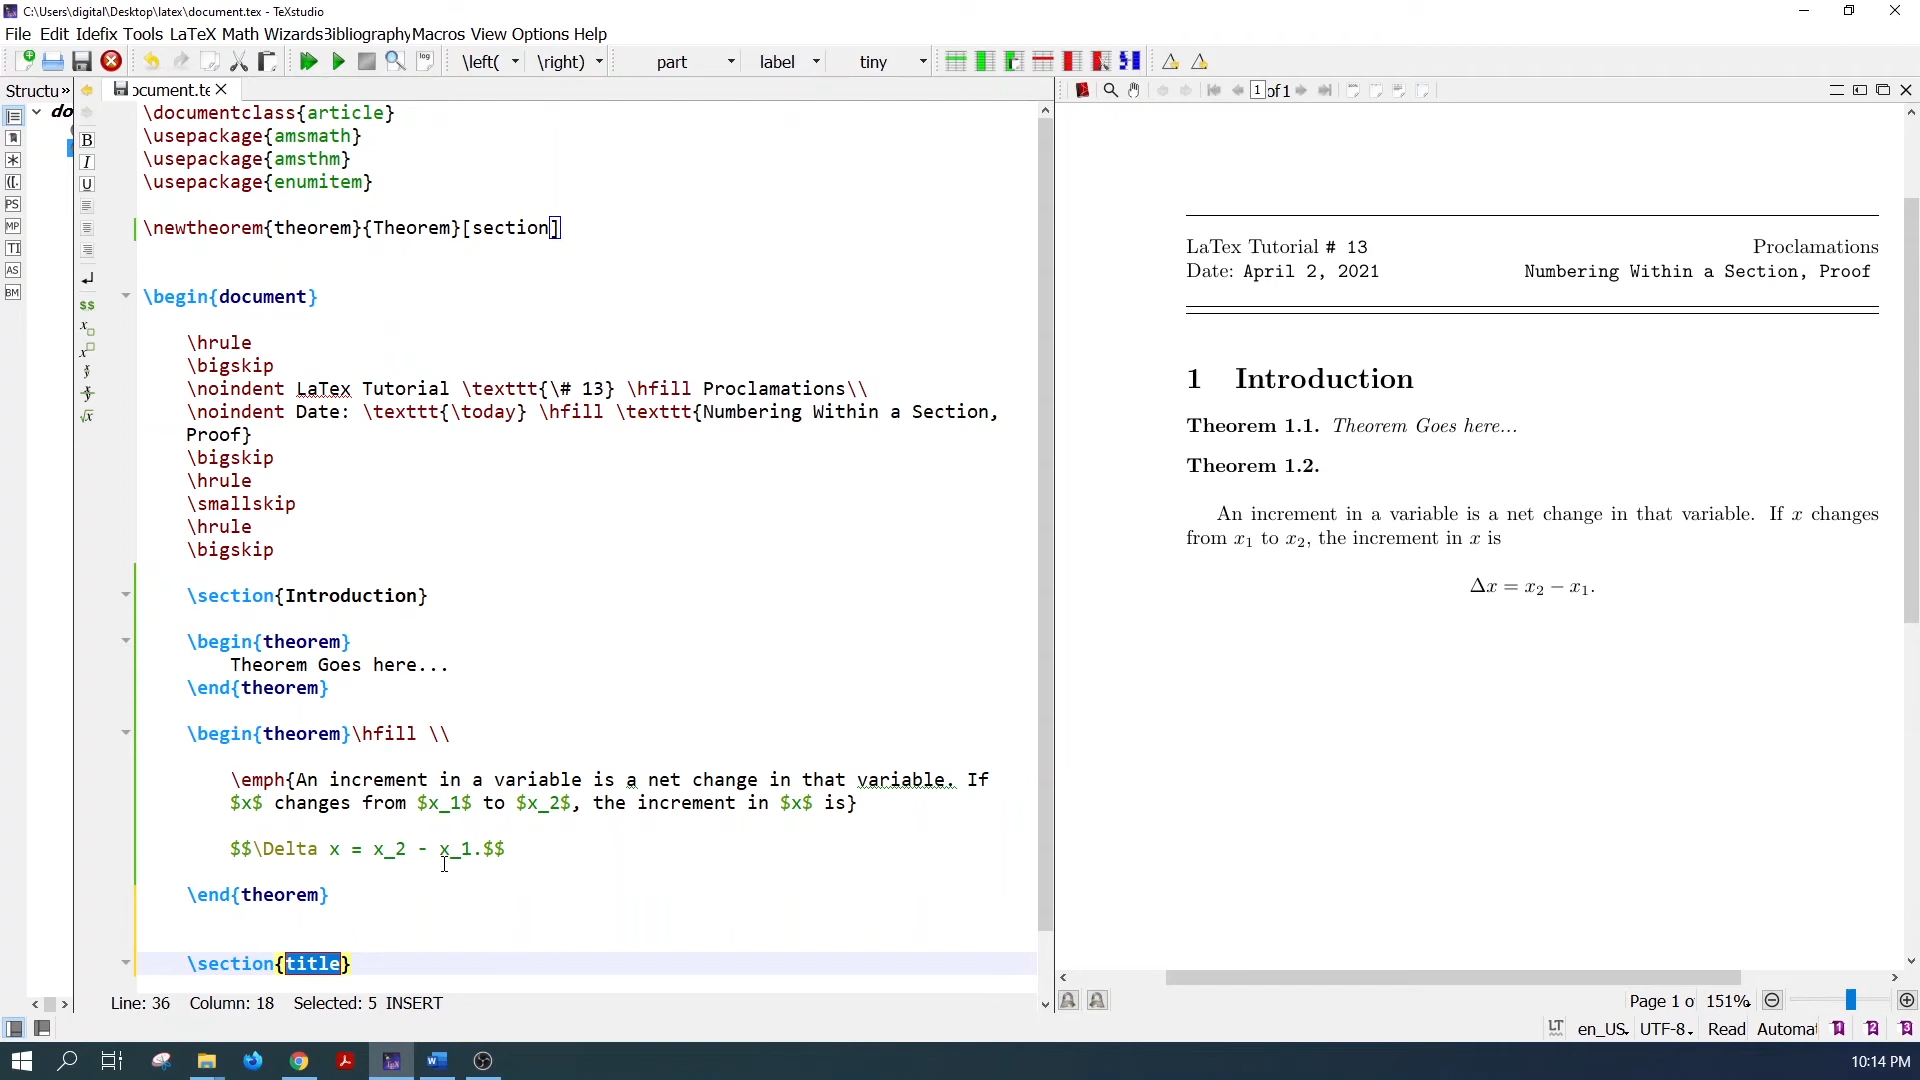 C:\Users\digital\Desktop\latex\document.tex - TeXstudio
File Edit Idefix Tools LaTeX Math Wizards3ibliographyMacros View Options Help
\left( \right) part label tiny
Structu» ocument.te 1 of 1
do
\documentclass{article}
\usepackage{amsmath}
\usepackage{amsthm}
\usepackage{enumitem}
\newtheorem{theorem}{Theorem}[section]
\begin{document}
\hrule
\bigskip
\noindent LaTex Tutorial \texttt{\# 13} \hfill Proclamations\\
\noindent Date: \texttt{\today} \hfill \texttt{Numbering Within a Section,
Proof}
\bigskip
\hrule
\smallskip
\hrule
\bigskip
\section{Introduction}
\begin{theorem}
Theorem Goes here...
\end{theorem}
\begin{theorem}\hfill \\
\emph{An increment in a variable is a net change in that variable. If
$x$ changes from $x_1$ to $x_2$, the increment in $x$ is}
$$\Delta x = x_2 - x_1.$$
\end{theorem}
\section{title}
B
I
U
PS
MP
TI
AS
BM
$$
LaTex Tutorial # 13 Proclamations
Date: April 2, 2021 Numbering Within a Section, Proof
1 Introduction
Theorem 1.1. Theorem Goes here...
Theorem 1.2.
An increment in a variable is a net change in that variable. If x changes
from x₁ to x₂, the increment in x is
Δx = x₂ − x₁.
Line: 36 Column: 18 Selected: 5 INSERT
Page 1 o 151%
LT en_US UTF-8 Read Automat
10:14 PM